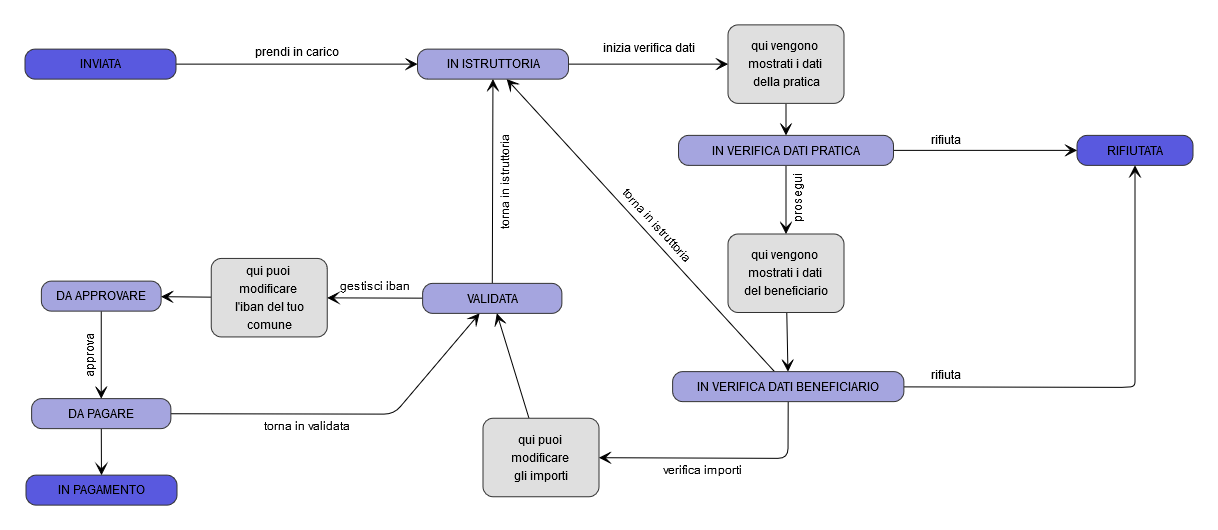 INVIATA
prendi in carico
IN ISTRUTTORIA
inizia verifica dati
qui vengono
mostrati i dati
della pratica
IN VERIFICA DATI PRATICA
rifiuta
RIFIUTATA
prosegui
torna in istruttoria
torna in istruttoria
qui vengono
mostrati i dati
del beneficiario
qui puoi
modificare
l'iban del tuo
comune
gestisci iban
DA APPROVARE
VALIDATA
approva
IN VERIFICA DATI BENEFICIARIO
rifiuta
DA PAGARE
torna in validata
qui puoi
modificare
gli importi
verifica importi
IN PAGAMENTO